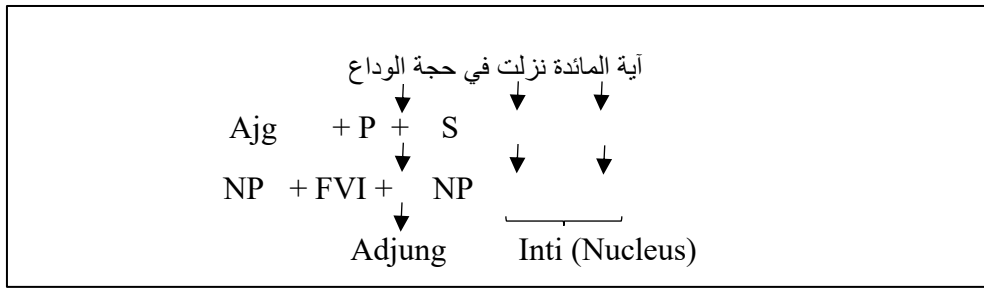 آية المائدة نزلت في حجة الوداع
Ajg + P + S
NP + FVI + NP
Adjung Inti (Nucleus)